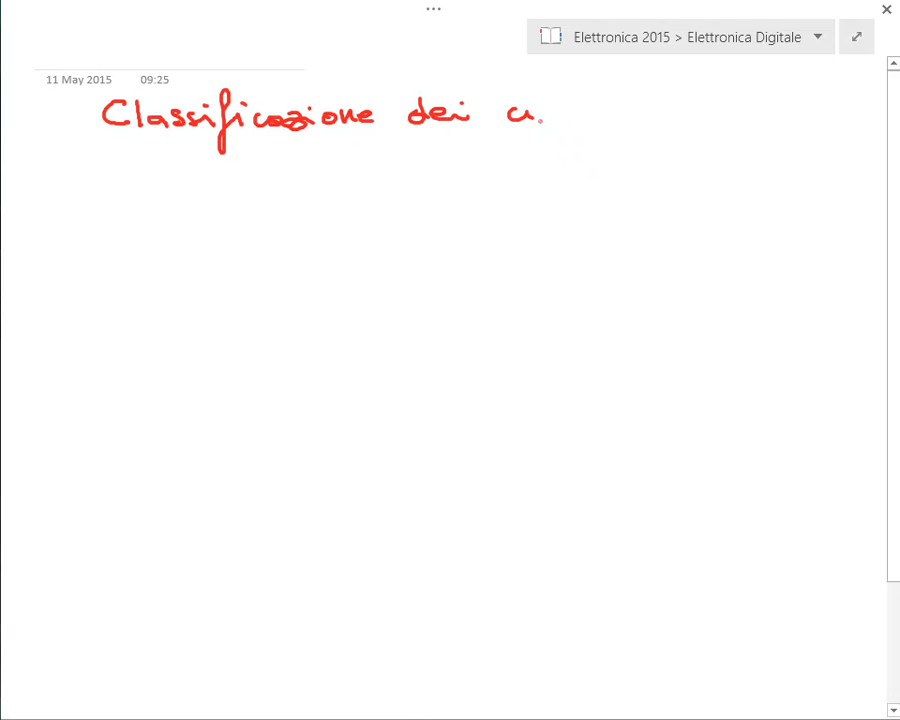 Elettronica 2015 > Elettronica Digitale
11 May 2015 09:25
Classificazione dei